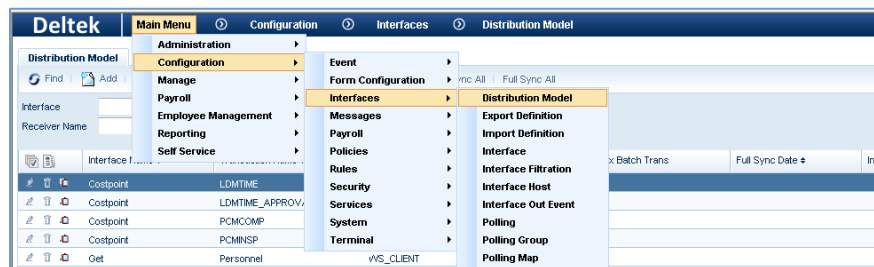 Deltek Main Menu Configuration Interfaces Distribution Model
Administration
Distribution Model Configuration Event
Find Add Manage Form Configuration Sync All Full Sync All
Interface Payroll Interfaces Distribution Model
Employee Management Messages Export Definition
Receiver Name Reporting Payroll Import Definition
Self Service Policies Interface
Interface Rules Interface Filtration x Batch Trans Full Sync Date
Costpoint LDMTIME Security Interface Host
Costpoint LDMTIME_APPROV Services Interface Out Event
Costpoint PCMCOMP System Polling
Costpoint PCMINSP Terminal Polling Group
Get Personnel WS_CLIENT Polling Map